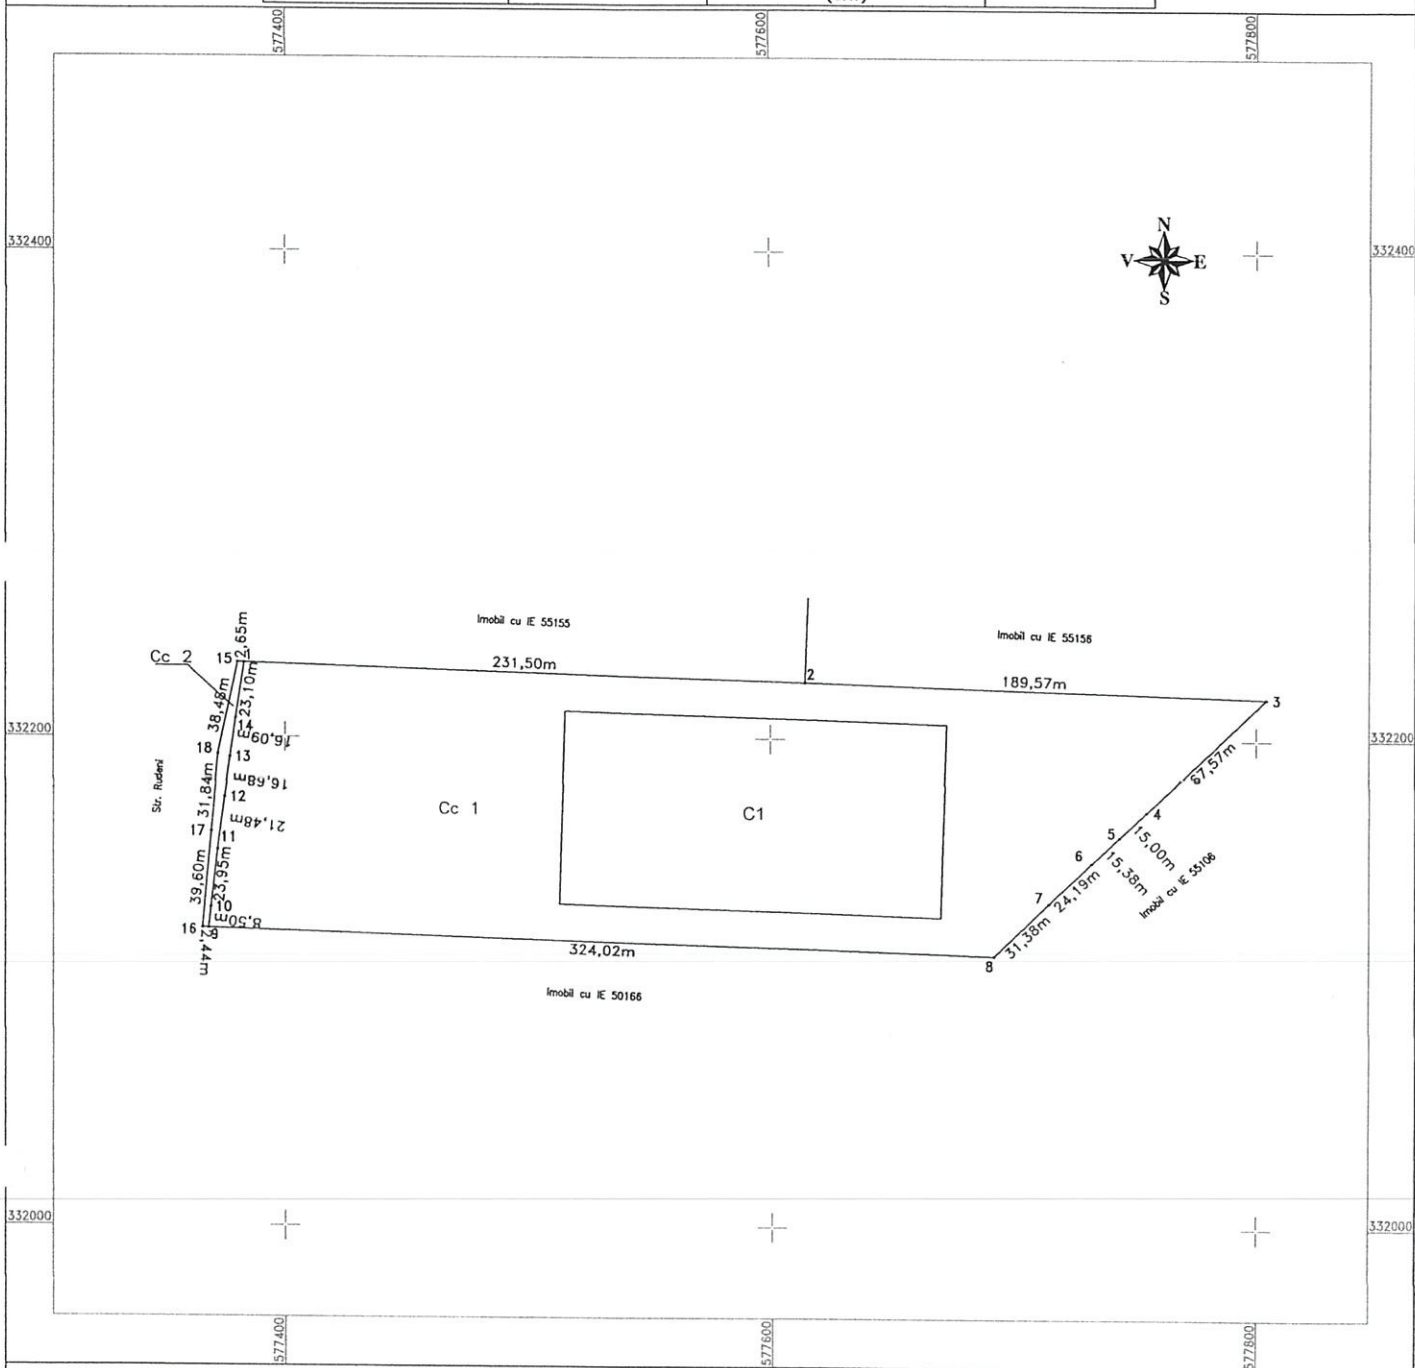 577400
577600
577800
332400
332400
N
V
E
S
Imobil cu IE 55155
Imobil cu IE 55156
Cc 2
15
2,65m
231,50m
2
189,57m
3
38,48m
23,10m
14
16,09m
332200
332200
18
13
16,68m
67,57m
Str. Rudeni
31,84m
12
21,48m
Cc 1
C1
4
15,00m
17
11
5
15,38m
Imobil cu IE 55106
39,60m
23,95m
6
24,19m
10
8,50m
7
31,38m
16
9
2,44m
324,02m
8
Imobil cu IE 50166
332000
332000
577400
577600
577800